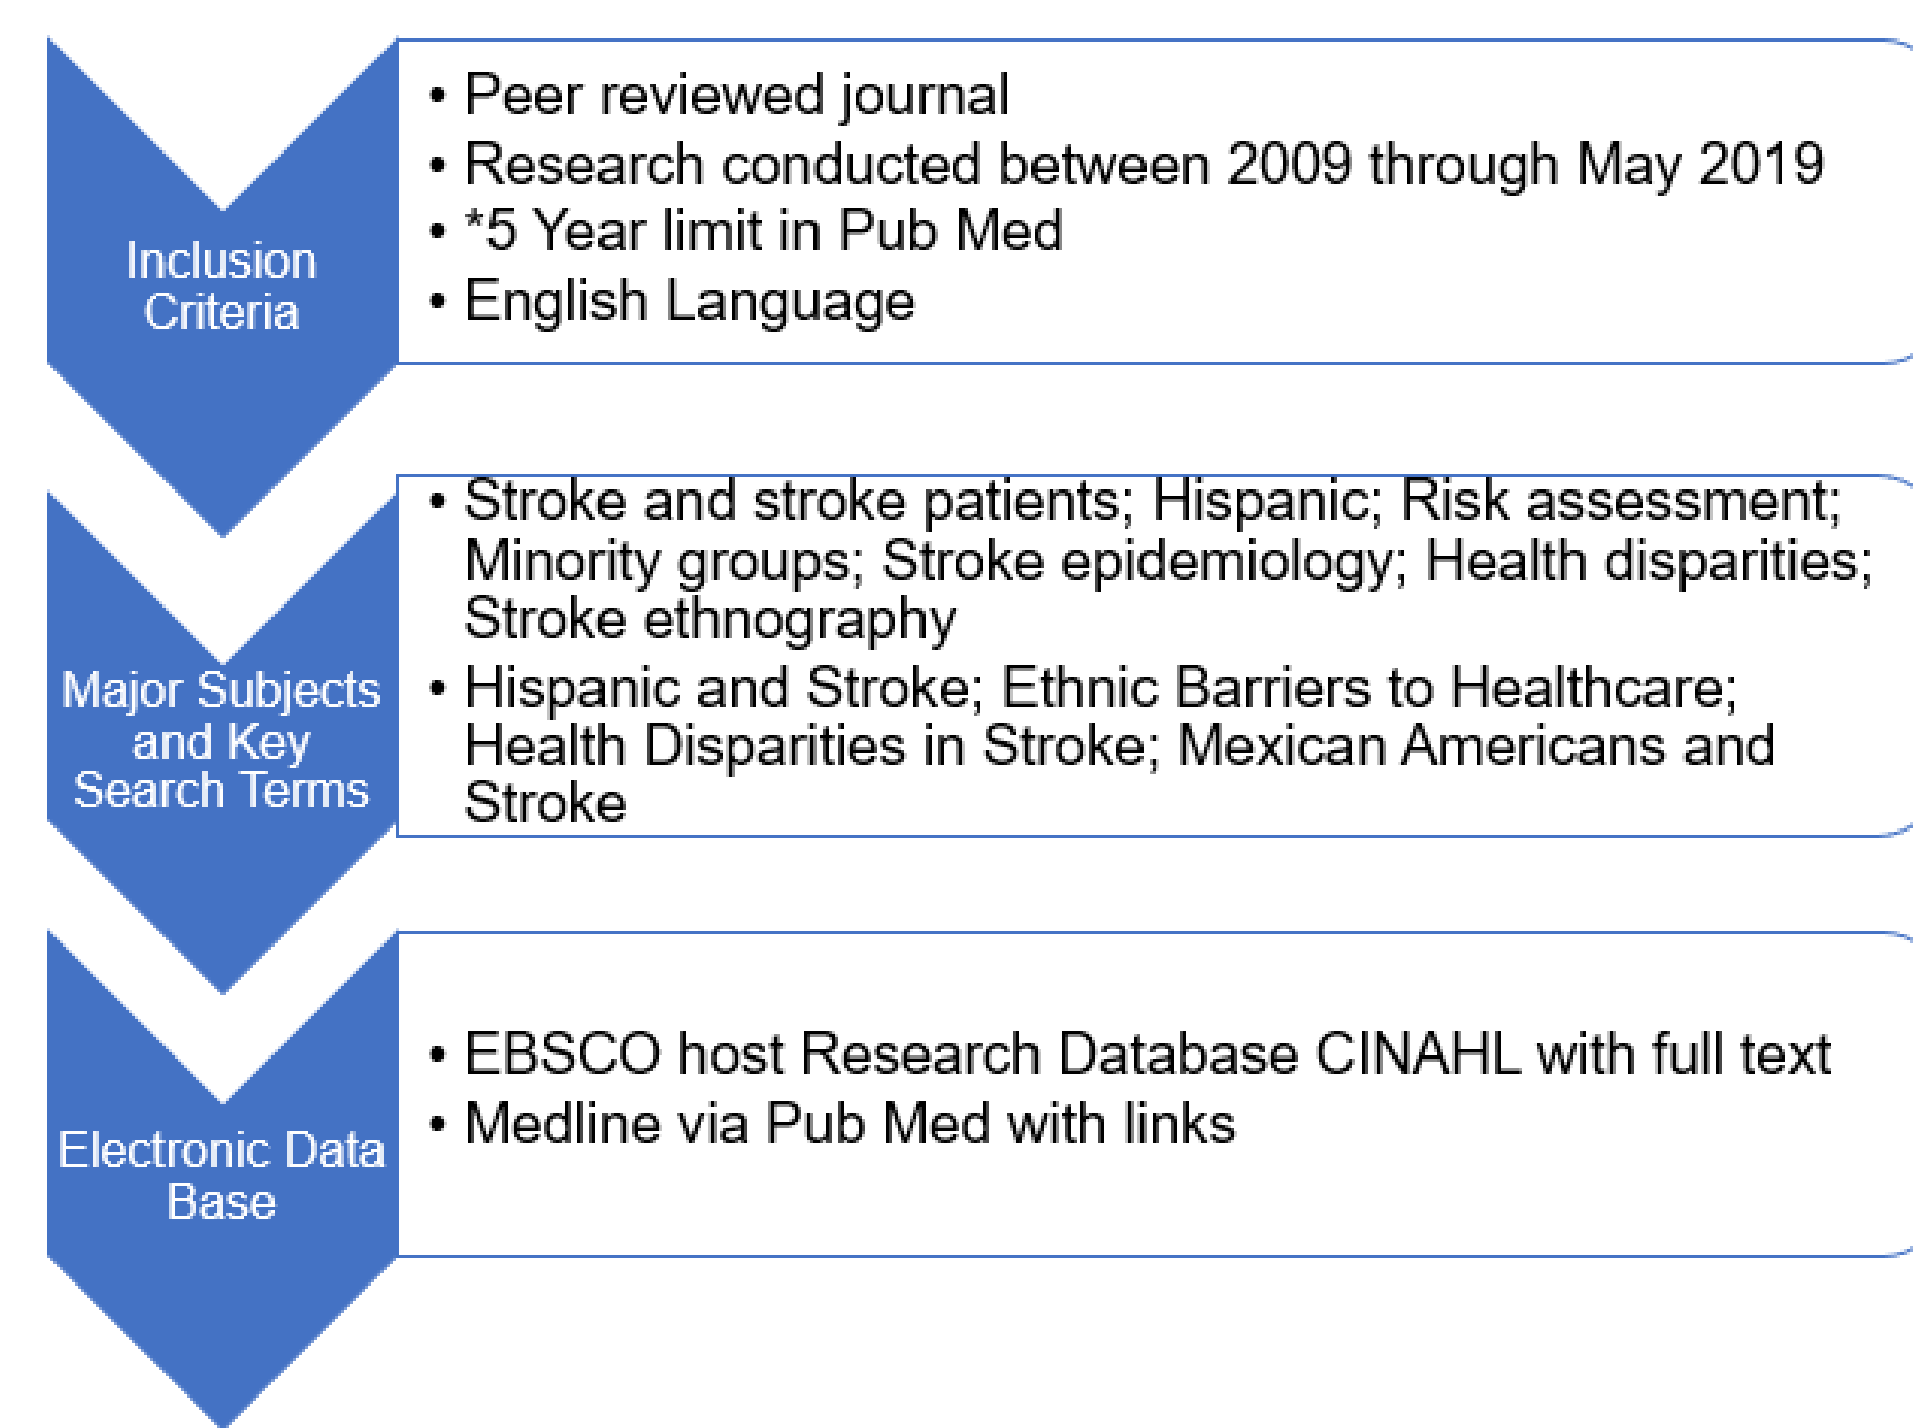 Inclusion
Criteria
• Peer reviewed journal
• Research conducted between 2009 through May 2019
• *5 Year limit in Pub Med
• English Language
Major Subjects
and Key
Search Terms
• Stroke and stroke patients; Hispanic; Risk assessment;
Minority groups; Stroke epidemiology; Health disparities;
Stroke ethnography
• Hispanic and Stroke; Ethnic Barriers to Healthcare;
Health Disparities in Stroke; Mexican Americans and
Stroke
Electronic Data
Base
• EBSCO host Research Database CINAHL with full text
• Medline via Pub Med with links